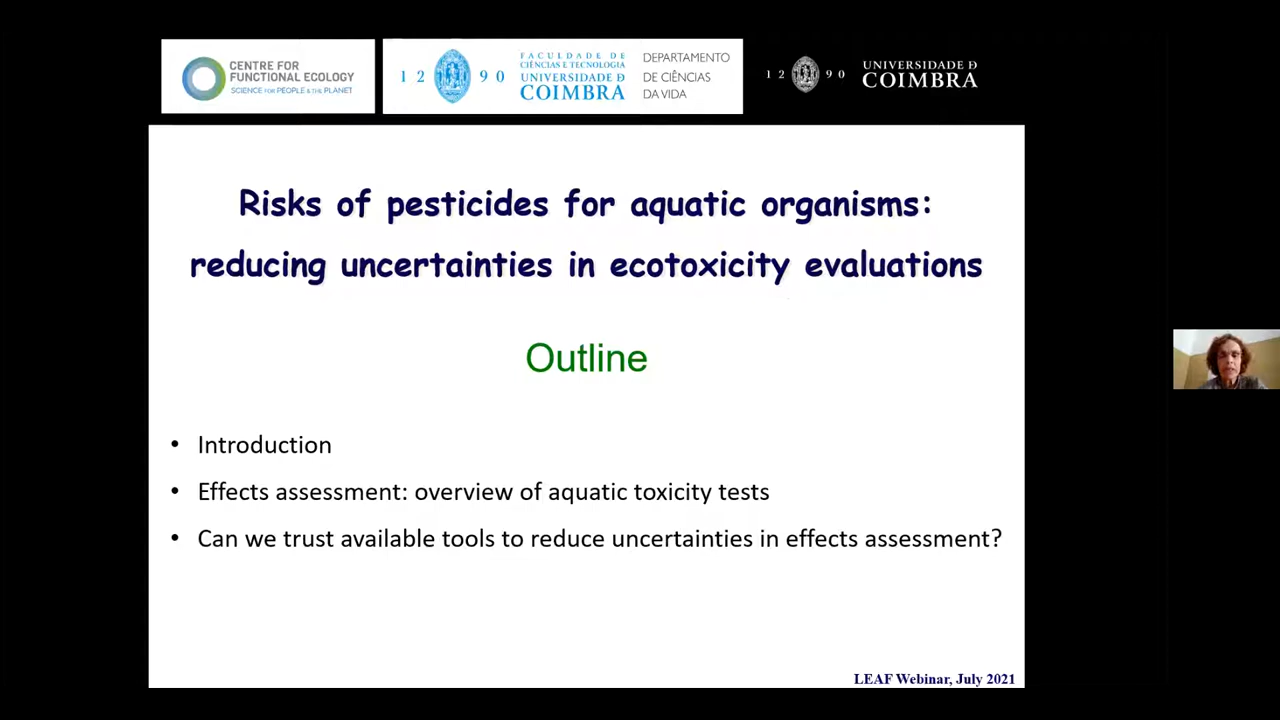 CENTRE FOR
FUNCTIONAL ECOLOGY
SCIENCE FOR PEOPLE & THE PLANET
1 2 9 0
FACULDADE DE
CIÊNCIAS E TECNOLOGIA
UNIVERSIDADE D
COIMBRA
DEPARTAMENTO
DE CIÊNCIAS
DA VIDA
1 2 9 0
UNIVERSIDADE D
COIMBRA
Risks of pesticides for aquatic organisms:
reducing uncertainties in ecotoxicity evaluations
Outline
• Introduction
• Effects assessment: overview of aquatic toxicity tests
• Can we trust available tools to reduce uncertainties in effects assessment?
LEAF Webinar, July 2021